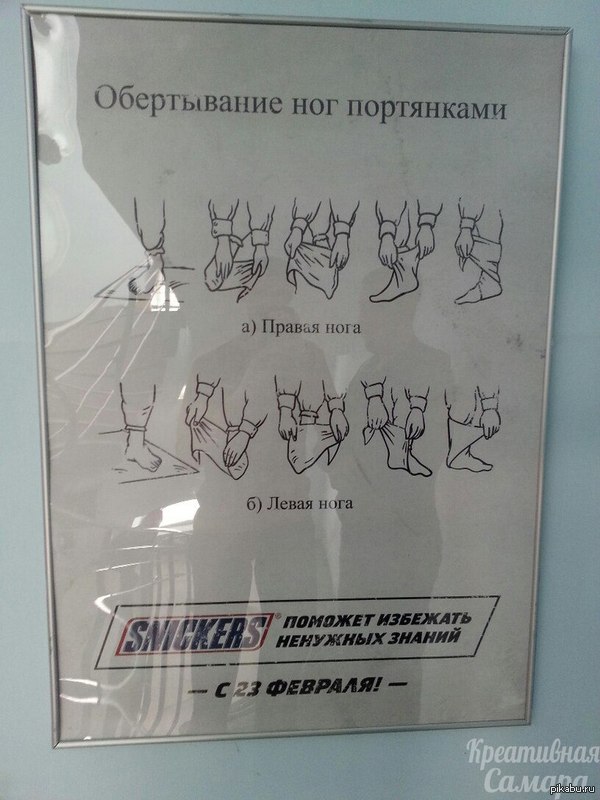 Обертывание ног портянками
а) Правая нога
б) Левая нога
SNICKERS® ПОМОЖЕТ ИЗБЕЖАТЬ
НЕНУЖНЫХ ЗНАНИЙ
— С 23 ФЕВРАЛЯ! —
Креативная
Самара
pikabu.ru